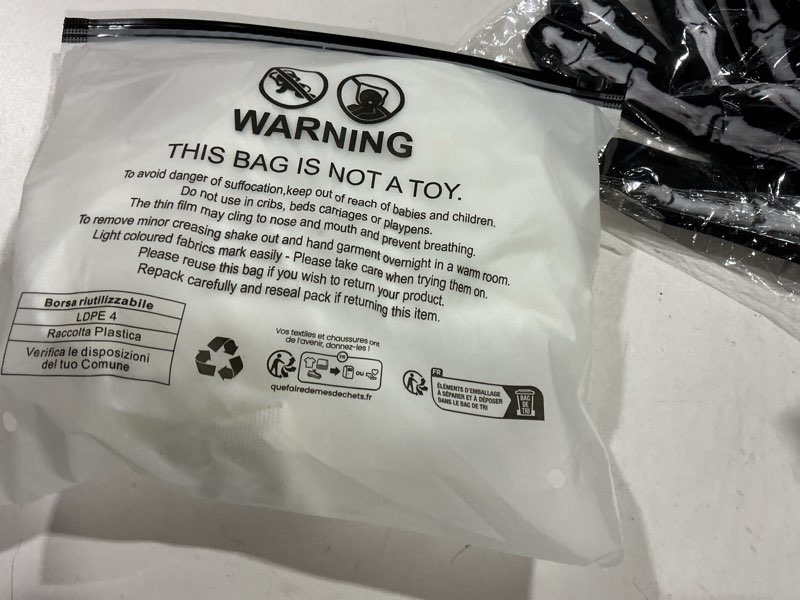 WARNING
THIS BAG IS NOT A TOY.
To avoid danger of suffocation,keep out of reach of babies and children.
Do not use in cribs, beds carriages or playpens.
The thin film may cling to nose and mouth and prevent breathing.
To remove minor creasing shake out and hand garment overnight in a warm room.
Light coloured fabrics mark easily - Please take care when trying them on.
Please reuse this bag if you wish to return your product.
Repack carefully and reseal pack if returning this item.
Borsa riutilizzabile
LDPE 4
Raccolta Plastica
Verifica le disposizioni
del tuo Comune
Vos textiles et chaussures ont
de l'avenir, donnez-les !
FR
OU
quefairedemesdechets.fr
FR
ÉLÉMENTS D'EMBALLAGE
À SÉPARER ET À DÉPOSER
DANS LE BAC DE TRI
BAC
DE
TRI